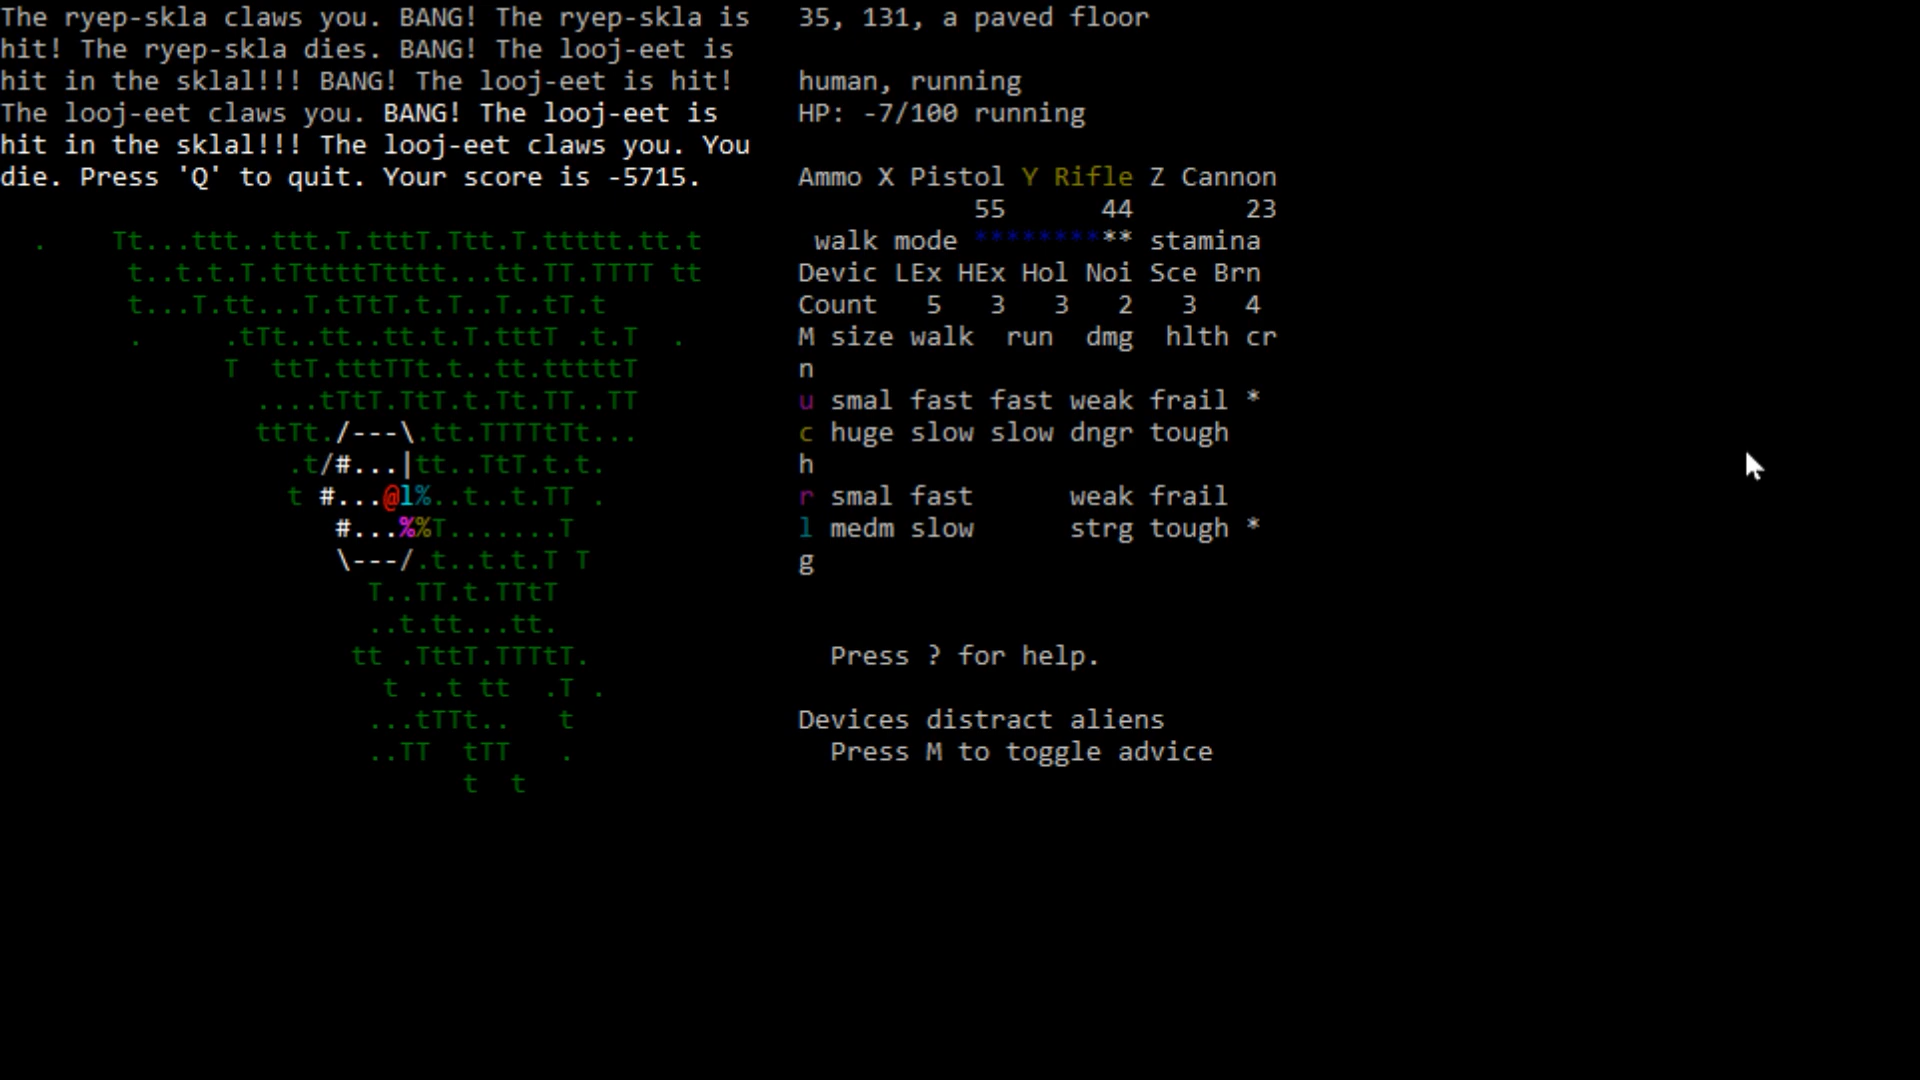 The ryep-skla claws you. BANG! The ryep-skla is
hit! The ryep-skla dies. BANG! The looj-eet is
hit in the sklal!!! BANG! The looj-eet is hit!
The looj-eet claws you. BANG! The looj-eet is
hit in the sklal!!! The looj-eet claws you. You
die. Press 'Q' to quit. Your score is -5715.
.    Tt...ttt..ttt.T.tttT.Ttt.T.ttttt.tt.t
t..t.t.T.tTttttTtttt...tt.TT.TTTT tt
t...T.tt...T.tTtT.t.T..T..tT.t
.     .tTt..tt..tt.t.T.tttT .t.T  .
T  ttT.tttTTt.t..tt.tttttT
....tTtT.TtT.t.Tt.TT..TT
ttTt./---\.tt.TTTTtTt...
.t/#...|tt..TtT.t.t.
t #...@l%..t..t.TT .
#...%%T.......T
\---/.t..t.t.T T
T..TT.t.TTtT
..t.tt...tt.
tt .TttT.TTTtT.
t ..t tt  .T .
...tTTt..   t
..TT  tTT   .
t  t
35, 131, a paved floor
human, running
HP: -7/100 running
Ammo X Pistol Y Rifle Z Cannon
55      44       23
walk mode ********** stamina
Devic LEx HEx Hol Noi Sce Brn
Count   5   3   3   2   3   4
M size walk  run  dmg  hlth cr
n
u smal fast fast weak frail *
c huge slow slow dngr tough
h
r smal fast      weak frail
l medm slow      strg tough *
g
Press ? for help.
Devices distract aliens
Press M to toggle advice